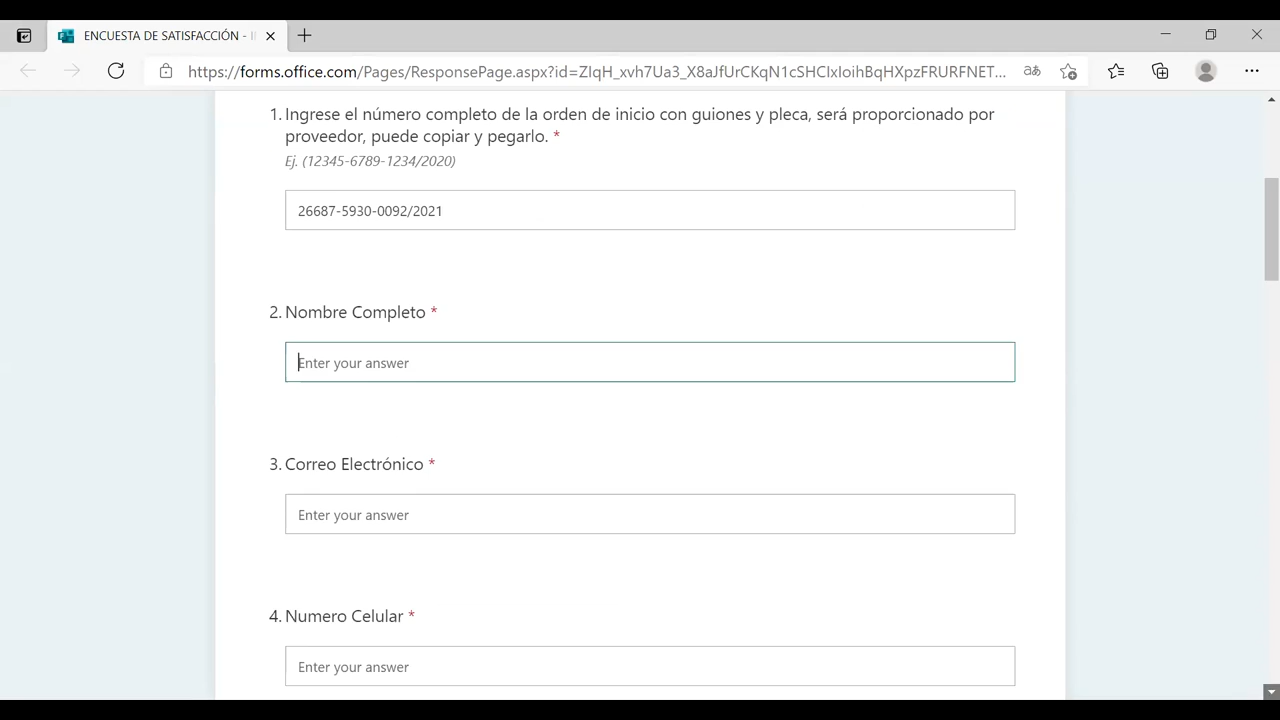 ENCUESTA DE SATISFACCIÓN -
https://forms.office.com/Pages/ResponsePage.aspx?id=ZIqH_xvh7Ua3_X8aJfUrCKqN1cSHCIxIoihBqHXpzFRURFNET...
1. Ingrese el número completo de la orden de inicio con guiones y pleca, será proporcionado por
proveedor, puede copiar y pegarlo. *
Ej. (12345-6789-1234/2020)
26687-5930-0092/2021
2. Nombre Completo *
Enter your answer
3. Correo Electrónico *
Enter your answer
4. Numero Celular *
Enter your answer